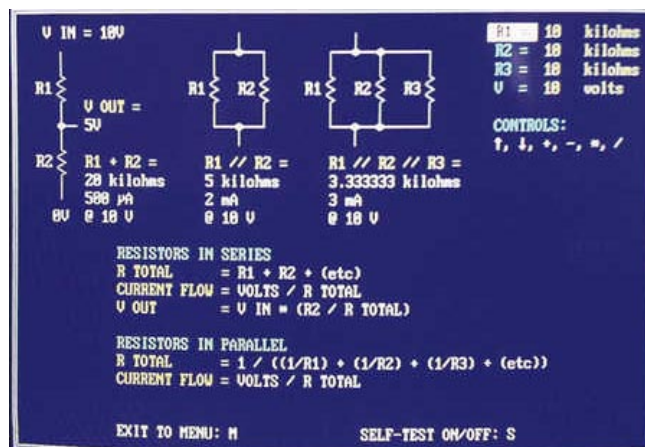 V IN = 10V
R1
V OUT =
5V
R2
R1 + R2 =
20 kilohms
500 µA
0V @ 10 V
R1 R2
R1 // R2 =
5 kilohms
2 mA
@ 10 V
R1 R2 R3
R1 // R2 // R3 =
3.333333 kilohms
3 mA
@ 10 V
R1 = 10 kilohms
R2 = 10 kilohms
R3 = 10 kilohms
V = 10 volts
CONTROLS:
↑, ↓, +, -, *, /
RESISTORS IN SERIES
R TOTAL = R1 + R2 + (etc)
CURRENT FLOW = VOLTS / R TOTAL
V OUT = V IN * (R2 / R TOTAL)
RESISTORS IN PARALLEL
R TOTAL = 1 / ((1/R1) + (1/R2) + (1/R3) + (etc))
CURRENT FLOW = VOLTS / R TOTAL
EXIT TO MENU: M SELF-TEST ON/OFF: S